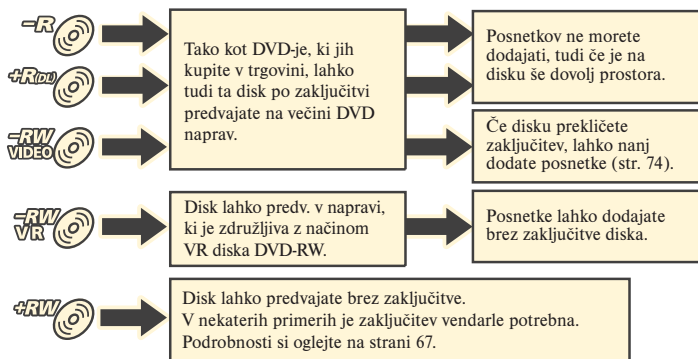 -R
+R(DL)
-RW
VIDEO
Tako kot DVD-je, ki jih
kupite v trgovini, lahko
tudi ta disk po zaključitvi
predvajate na večini DVD
naprav.
Posnetkov ne morete
dodajati, tudi če je na
disku še dovolj prostora.
Če disku prekličete
zaključitev, lahko nanj
dodate posnetke (str. 74).
-RW
VR
Disk lahko predv. v napravi,
ki je združljiva z načinom
VR diska DVD-RW.
Posnetke lahko dodajate
brez zaključitve diska.
+RW
Disk lahko predvajate brez zaključitve.
V nekaterih primerih je zaključitev vendarle potrebna.
Podrobnosti si oglejte na strani 67.